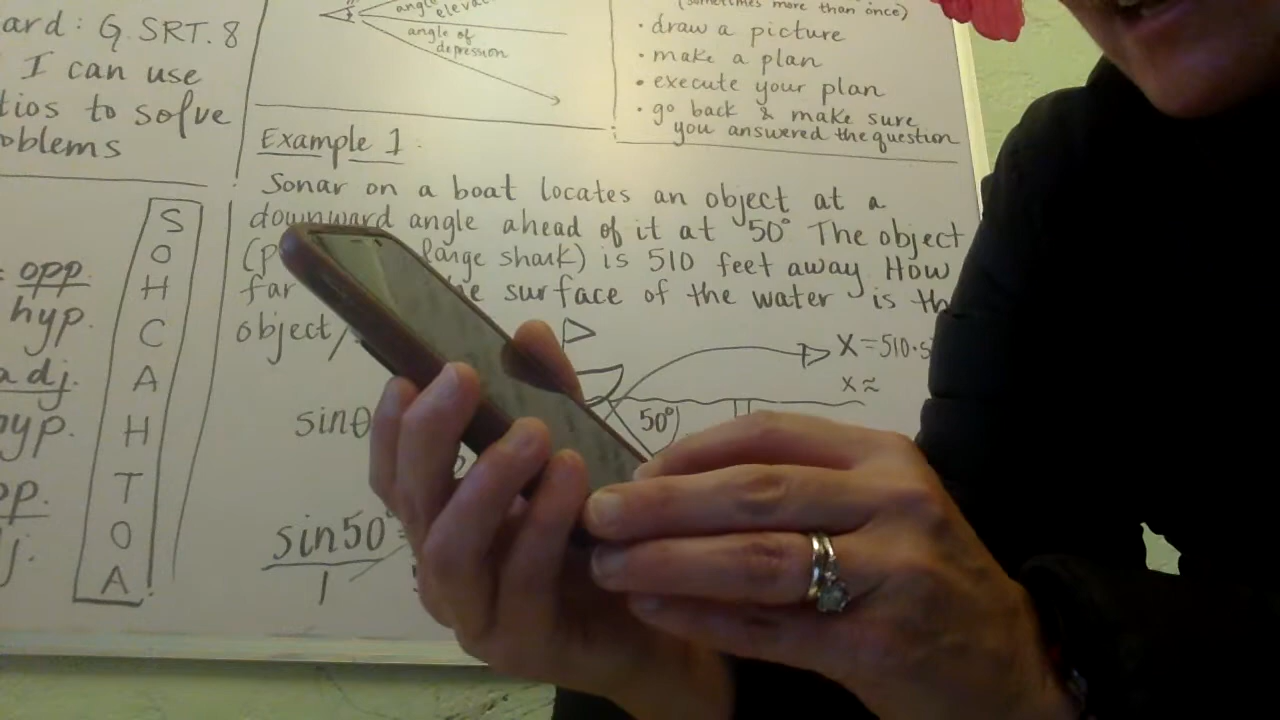 ard: G.SRT.8
I can use
tios to solve
oblems
opp.
hyp.
adj.
hyp.
op.
j.
S
O
H
C
A
H
T
O
A
angle
angle of
depression
(sometimes more than once)
• draw a picture
• make a plan
• execute your plan
• go back & make sure
you answered the question
Example 1
Sonar on a boat locates an object at a
downward angle ahead of it at 50° The object
(p large shark) is 510 feet away. How
far surface of the water is th
object
x=510·s
x≈
50°
sinθ
sin50°
1